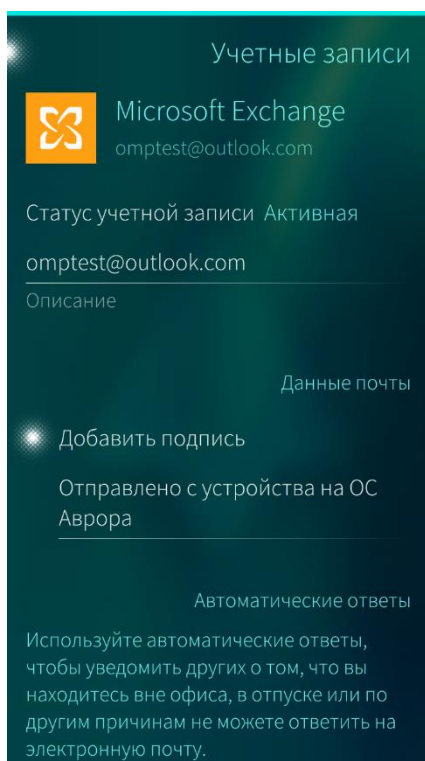 Учетные записи
Microsoft Exchange
omptest@outlook.com
Статус учетной записи Активная
omptest@outlook.com
Описание
Данные почты
Добавить подпись
Отправлено с устройства на ОС
Аврора
Автоматические ответы
Используйте автоматические ответы,
чтобы уведомить других о том, что вы
находитесь вне офиса, в отпуске или по
другим причинам не можете ответить на
электронную почту.